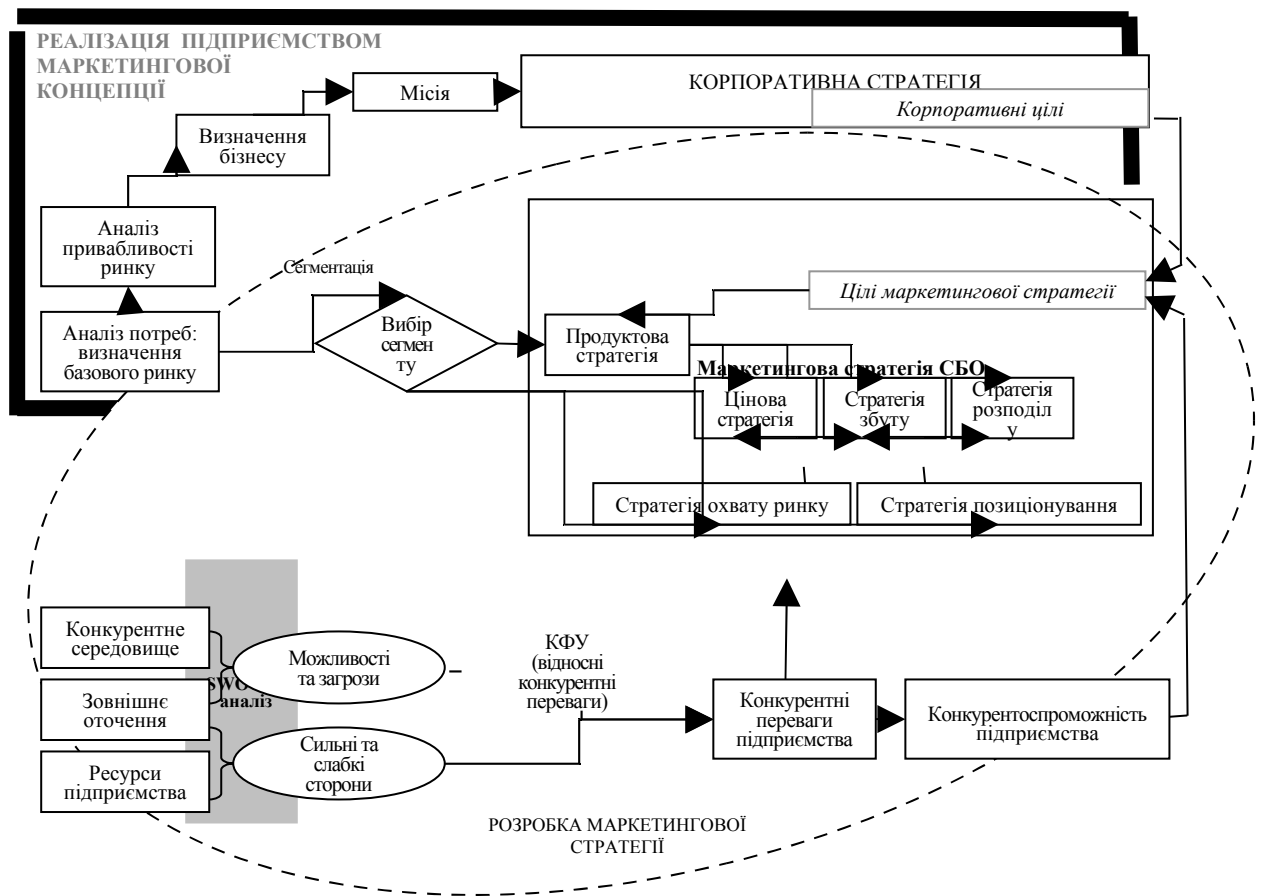 РЕАЛІЗАЦІЯ ПІДПРИЄМСТВОМ
МАРКЕТИНГОВОЇ
КОНЦЕПЦІЇ
Місія
КОРПОРАТИВНА СТРАТЕГІЯ
Корпоративні цілі
Визначення
бізнесу
Аналіз
привабливості
ринку
Сегментація
Цілі маркетингової стратегії
Аналіз потреб:
визначення
базового ринку
Вибір
сегмен
ту
Продуктова
стратегія
Маркетингова стратегія СБО
Цінова
стратегія
Стратегія
збуту
Стратегія
розподіл
у
Стратегія охвату ринку
Стратегія позиціонування
Конкурентне
середовище
Можливості
та загрози
КФУ
(відносні
конкурентні
переваги)
SWO
аналіз
Зовнішнє
оточення
Сильні та
слабкі
сторони
Ресурси
підприємства
Конкурентні
переваги
підприємства
Конкурентоспроможність
підприємства
РОЗРОБКА МАРКЕТИНГОВОЇ
СТРАТЕГІЇ